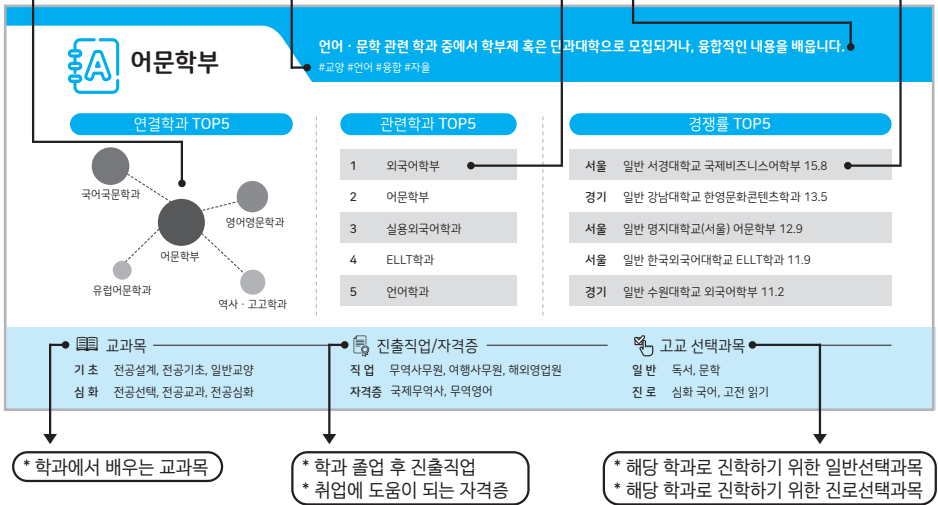 어문학부
언어 · 문학 관련 학과 중에서 학부제 혹은 단과대학으로 모집되거나, 융합적인 내용을 배웁니다.
#교양 #언어 #융합 #자율
연결학과 TOP5
국어국문학과
영어영문학과
어문학부
유럽어문학과
역사 · 고고학과
관련학과 TOP5
1 외국어학부
2 어문학부
3 실용외국어학과
4 ELLT학과
5 언어학과
경쟁률 TOP5
서울 일반 서경대학교 국제비즈니스어학부 15.8
경기 일반 강남대학교 한영문화콘텐츠학과 13.5
서울 일반 명지대학교(서울) 어문학부 12.9
서울 일반 한국외국어대학교 ELLT학과 11.9
경기 일반 수원대학교 외국어학부 11.2
교과목
기 초 전공설계, 전공기초, 일반교양
심 화 전공선택, 전공교과, 전공심화
진출직업/자격증
직 업 무역사무원, 여행사무원, 해외영업원
자격증 국제무역사, 무역영어
고교 선택과목
일 반 독서, 문학
진 로 심화 국어, 고전 읽기
* 학과에서 배우는 교과목
* 학과 졸업 후 진출직업
* 취업에 도움이 되는 자격증
* 해당 학과로 진학하기 위한 일반선택과목
* 해당 학과로 진학하기 위한 진로선택과목